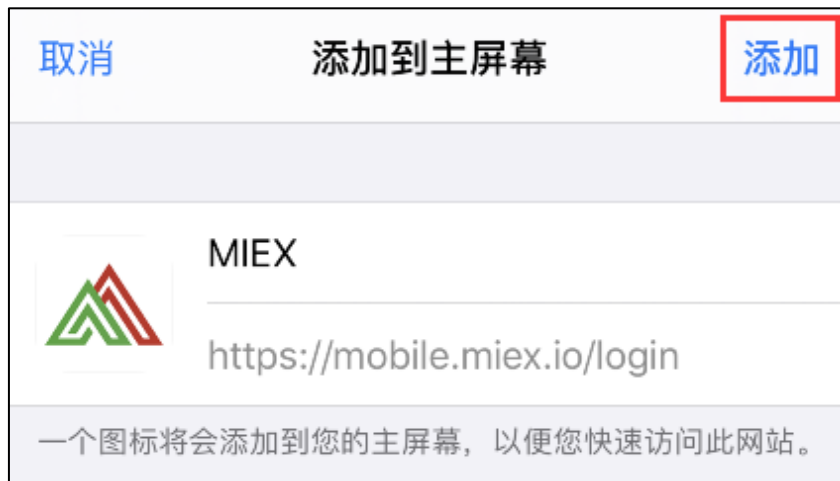 取消 添加到主屏幕 添加
MIEX
https://mobile.miex.io/login
一个图标将会添加到您的主屏幕，以便您快速访问此网站。